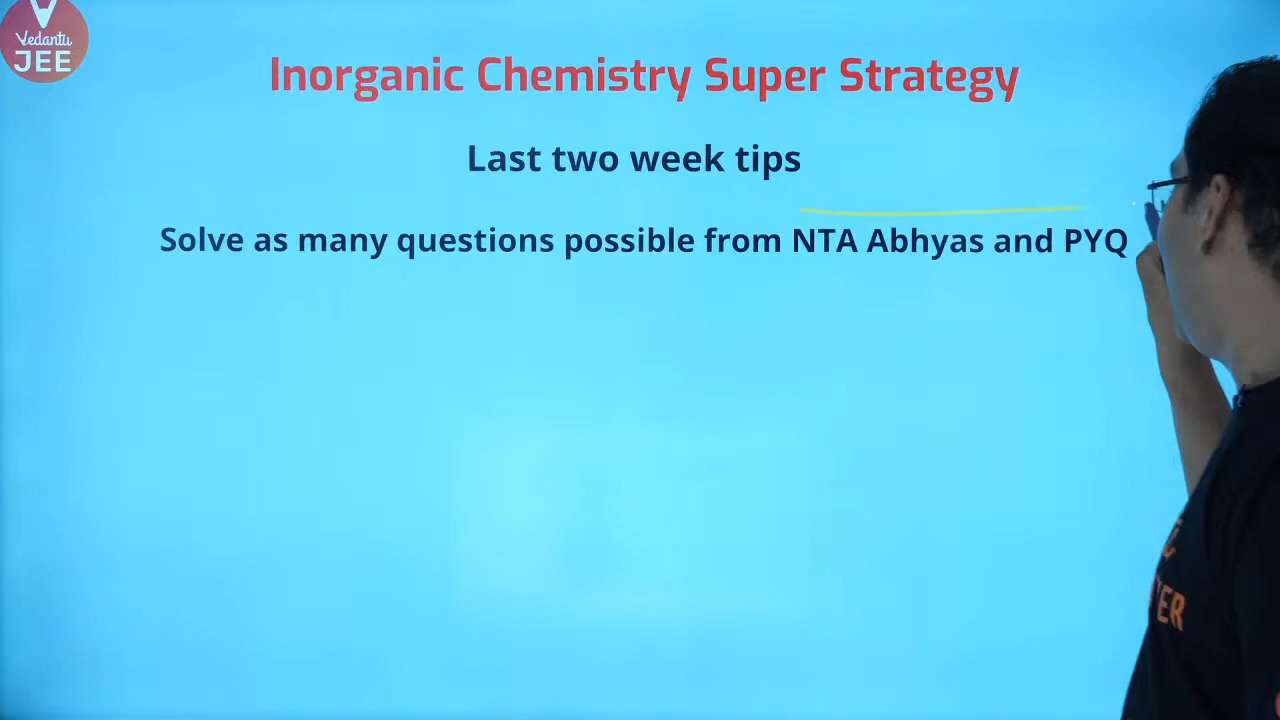 Vedantu
JEE
Inorganic Chemistry Super Strategy
Last two week tips
Solve as many questions possible from NTA Abhyas and PYQ